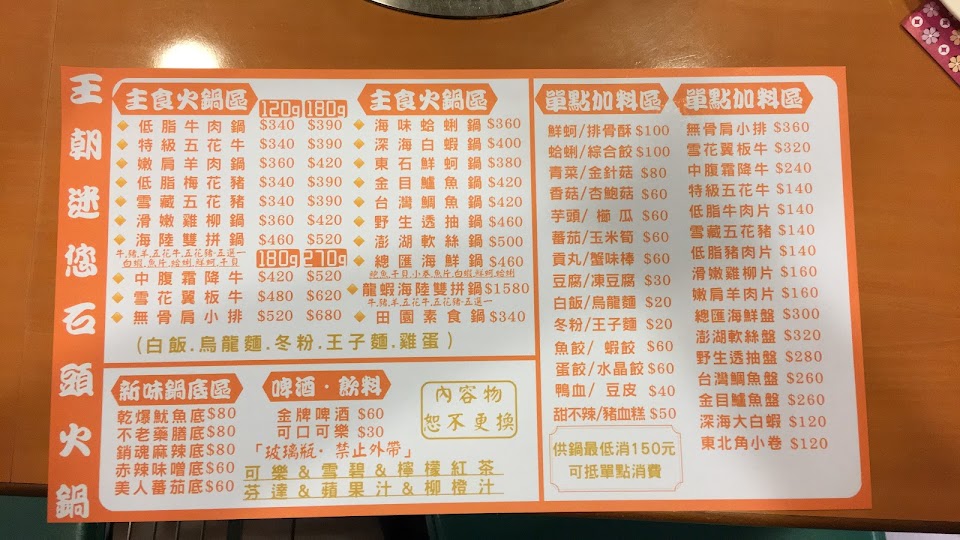 王朝迷您石頭火鍋
主食火鍋區 120g 180g
低脂牛肉鍋 $340 $390
特級五花牛 $340 $390
嫩肩羊肉鍋 $360 $420
低脂梅花豬 $340 $390
雪藏五花豬 $340 $390
滑嫩雞柳鍋 $360 $420
海陸雙拼鍋 $460 $520
牛.豬.羊.五花牛.五花豬-五選一
白蝦.魚片.蛤蜊.鮮蚵.干貝
180g 270g
中腹霜降牛 $420 $520
雪花翼板牛 $480 $620
無骨肩小排 $520 $680
主食火鍋區
海味蛤蜊鍋 $360
深海白蝦鍋 $400
東石鮮蚵鍋 $380
金目鱸魚鍋 $420
台灣鯛魚鍋 $420
野生透抽鍋 $460
澎湖軟絲鍋 $500
總匯海鮮鍋 $460
鯛魚.干貝.小卷.魚片.白蝦.鮮蚵.蛤蜊
龍蝦海陸雙拼鍋 $1580
牛.豬.羊.五花牛.五花豬-五選一
田園素食鍋 $340
(白飯.烏龍麵.冬粉.王子麵.雞蛋)
新味鍋底區
乾爆魷魚底 $80
不老藥膳底 $80
銷魂麻辣底 $80
赤辣味噌底 $60
美人蕃茄底 $60
啤酒·飲料
金牌啤酒 $60
可口可樂 $30
「玻璃瓶·禁止外帶」
可樂&雪碧&檸檬紅茶
芬達&蘋果汁&柳橙汁
內容物
恕不更換
單點加料區
鮮蚵/排骨酥 $100
蛤蜊/綜合餃 $100
青菜/金針菇 $80
香菇/杏鮑菇 $60
芋頭/櫛瓜 $60
蕃茄/玉米筍 $60
貢丸/蟹味棒 $60
豆腐/凍豆腐 $30
白飯/烏龍麵 $20
冬粉/王子麵 $20
魚餃/蝦餃 $60
蛋餃/水晶餃 $60
鴨血/豆皮 $40
甜不辣/豬血糕 $50
供鍋最低消150元
可抵單點消費
單點加料區
無骨肩小排 $360
雪花翼板牛 $320
中腹霜降牛 $240
特級五花牛 $140
低脂牛肉片 $140
雪藏五花豬 $140
低脂豬肉片 $140
滑嫩雞柳片 $160
嫩肩羊肉片 $160
總匯海鮮盤 $300
澎湖軟絲盤 $320
野生透抽盤 $280
台灣鯛魚盤 $260
金目鱸魚盤 $260
深海大白蝦 $120
東北角小卷 $120